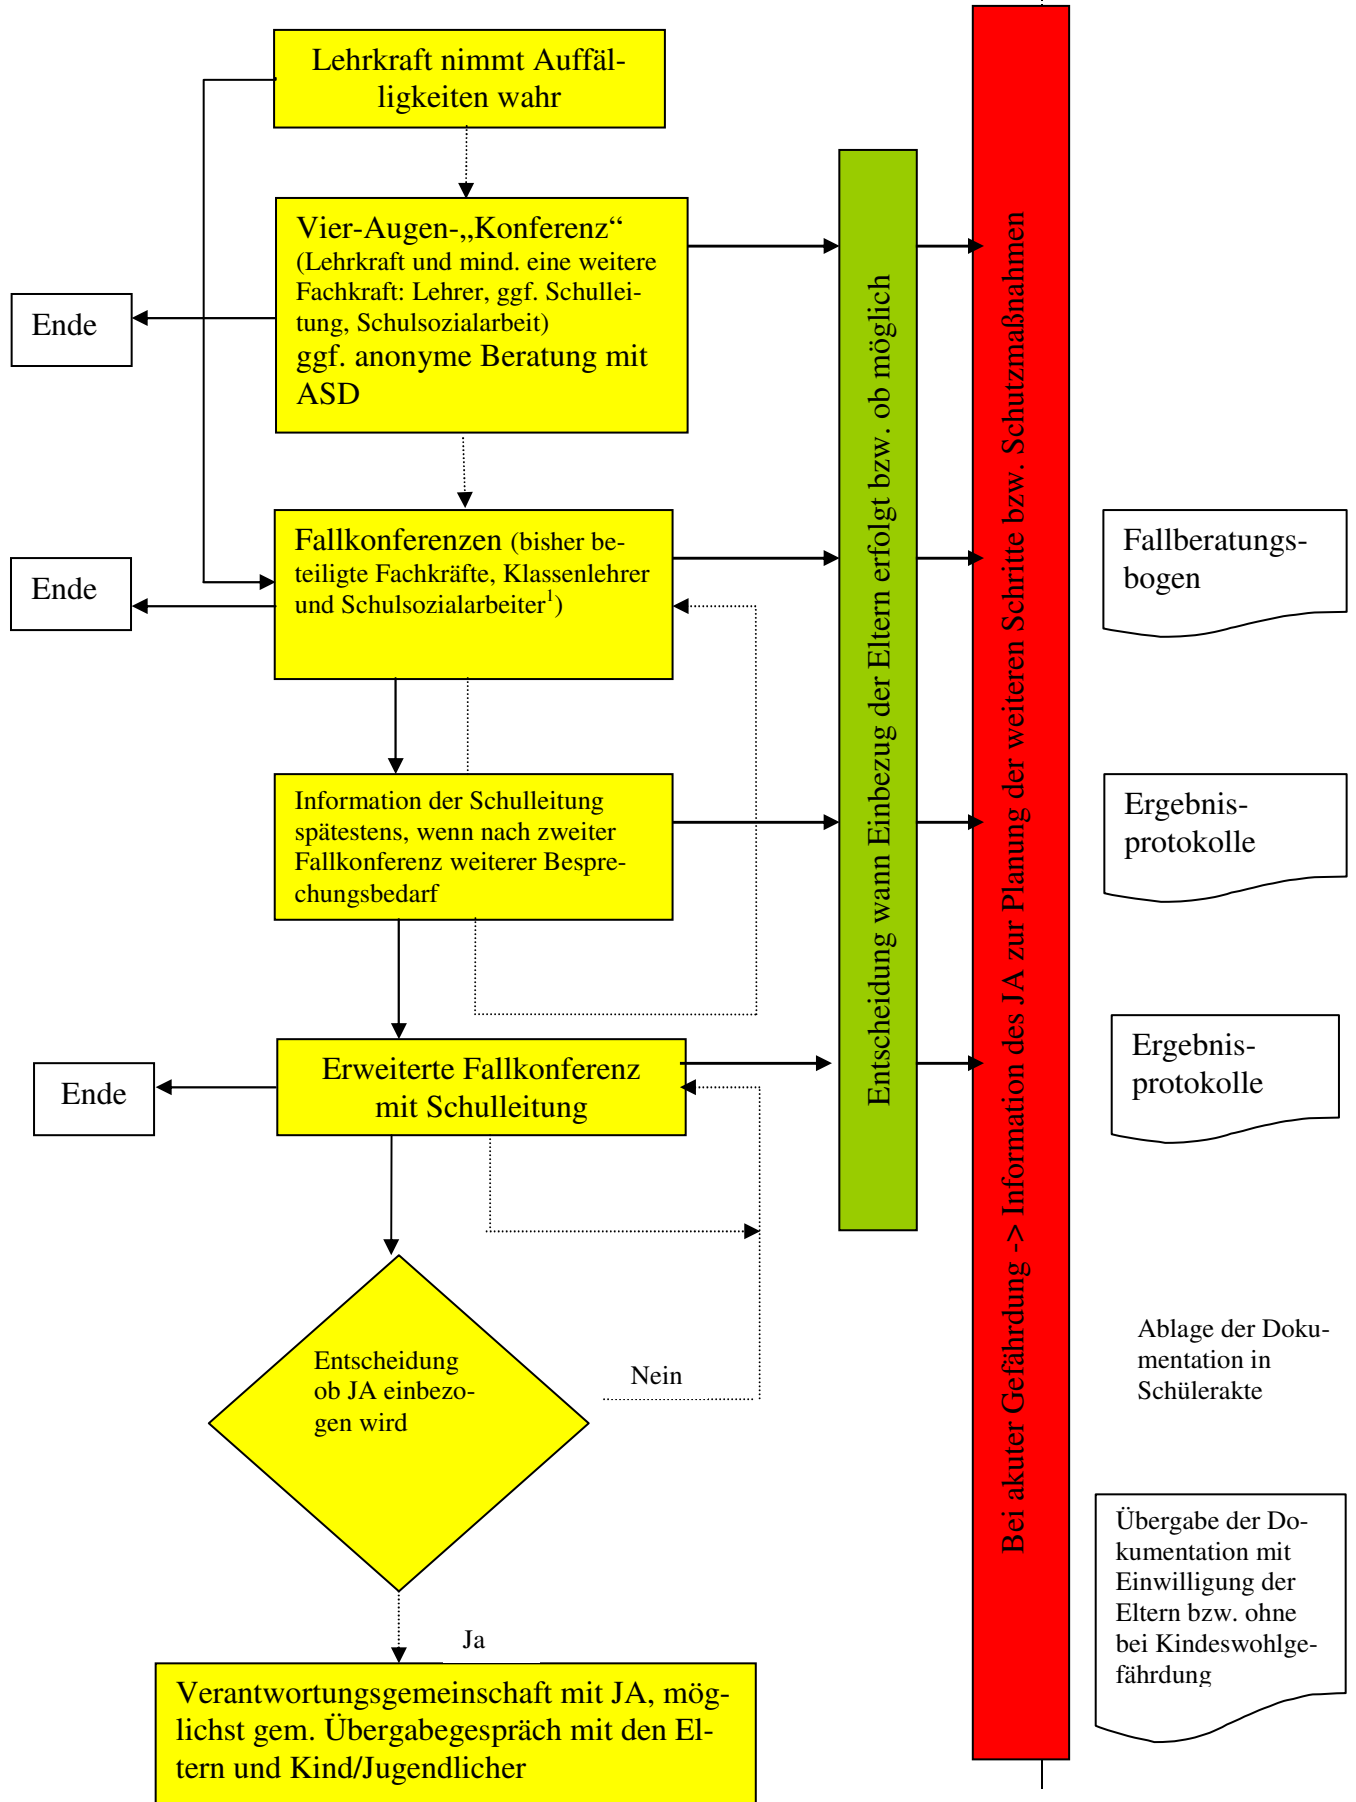 Lehrkraft nimmt Auffäl-
ligkeiten wahr
Vier-Augen-„Konferenz“
(Lehrkraft und mind. eine weitere
Fachkraft: Lehrer, ggf. Schullei-
tung, Schulsozialarbeit)
ggf. anonyme Beratung mit
ASD
Ende
Fallkonferenzen (bisher be-
teiligte Fachkräfte, Klassenlehrer
und Schulsozialarbeiter1)
Ende
Information der Schulleitung
spätestens, wenn nach zweiter
Fallkonferenz weiterer Bespre-
chungsbedarf
Erweiterte Fallkonferenz
mit Schulleitung
Ende
Entscheidung
ob JA einbezo-
gen wird
Nein
Ja
Verantwortungsgemeinschaft mit JA, mög-
lichst gem. Übergabegespräch mit den El-
tern und Kind/Jugendlicher
Entscheidung wann Einbezug der Eltern erfolgt bzw. ob möglich
Bei akuter Gefährdung -> Information des JA zur Planung der weiteren Schritte bzw. Schutzmaßnahmen
Fallberatungs-
bogen
Ergebnis-
protokolle
Ergebnis-
protokolle
Ablage der Doku-
mentation in
Schülerakte
Übergabe der Do-
kumentation mit
Einwilligung der
Eltern bzw. ohne
bei Kindeswohlge-
fährdung